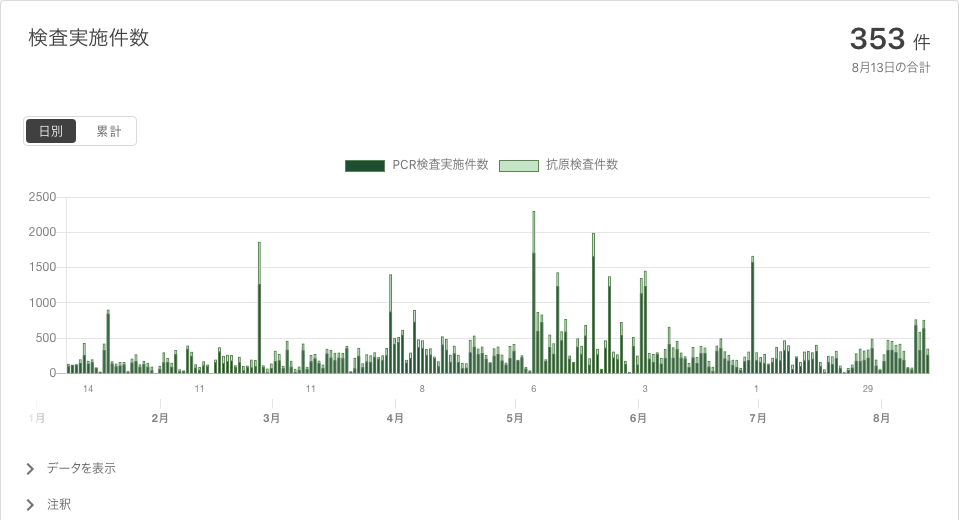 検査実施件数
353 件
8月13日の合計
日別 累計
PCR検査実施件数 抗原検査件数
2500
2000
1500
1000
500
0
14 11 11 8 6 3 1 29
1月 2月 3月 4月 5月 6月 7月 8月
データを表示
注釈